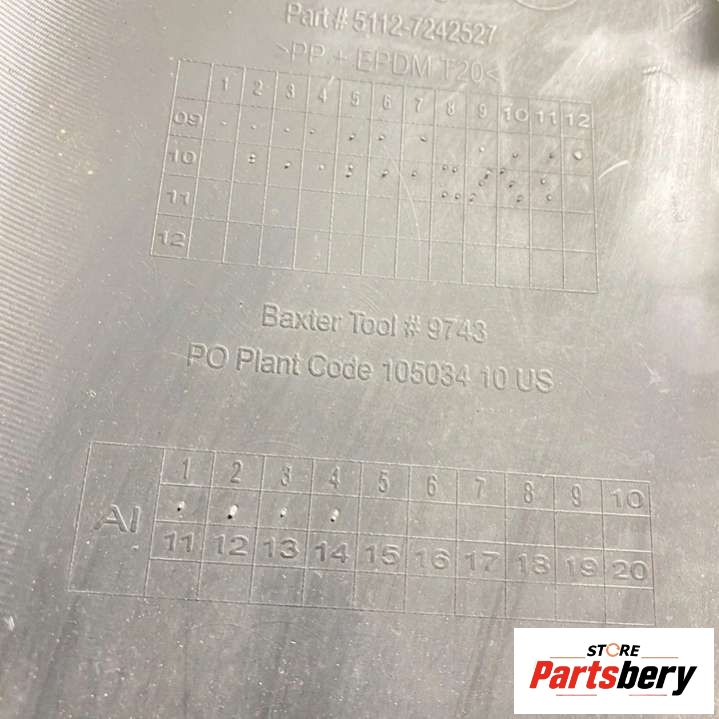 Part # 5112-7242527
>PP + EPDM T20<
1 2 3 4 5 6 7 8 9 10 11 12
09
10
11
12
Baxter Tool # 9743
PO Plant Code 105034 10 US
1 2 3 4 5 6 7 8 9 10
AI
11 12 13 14 15 16 17 18 19 20
STORE
Partsbery